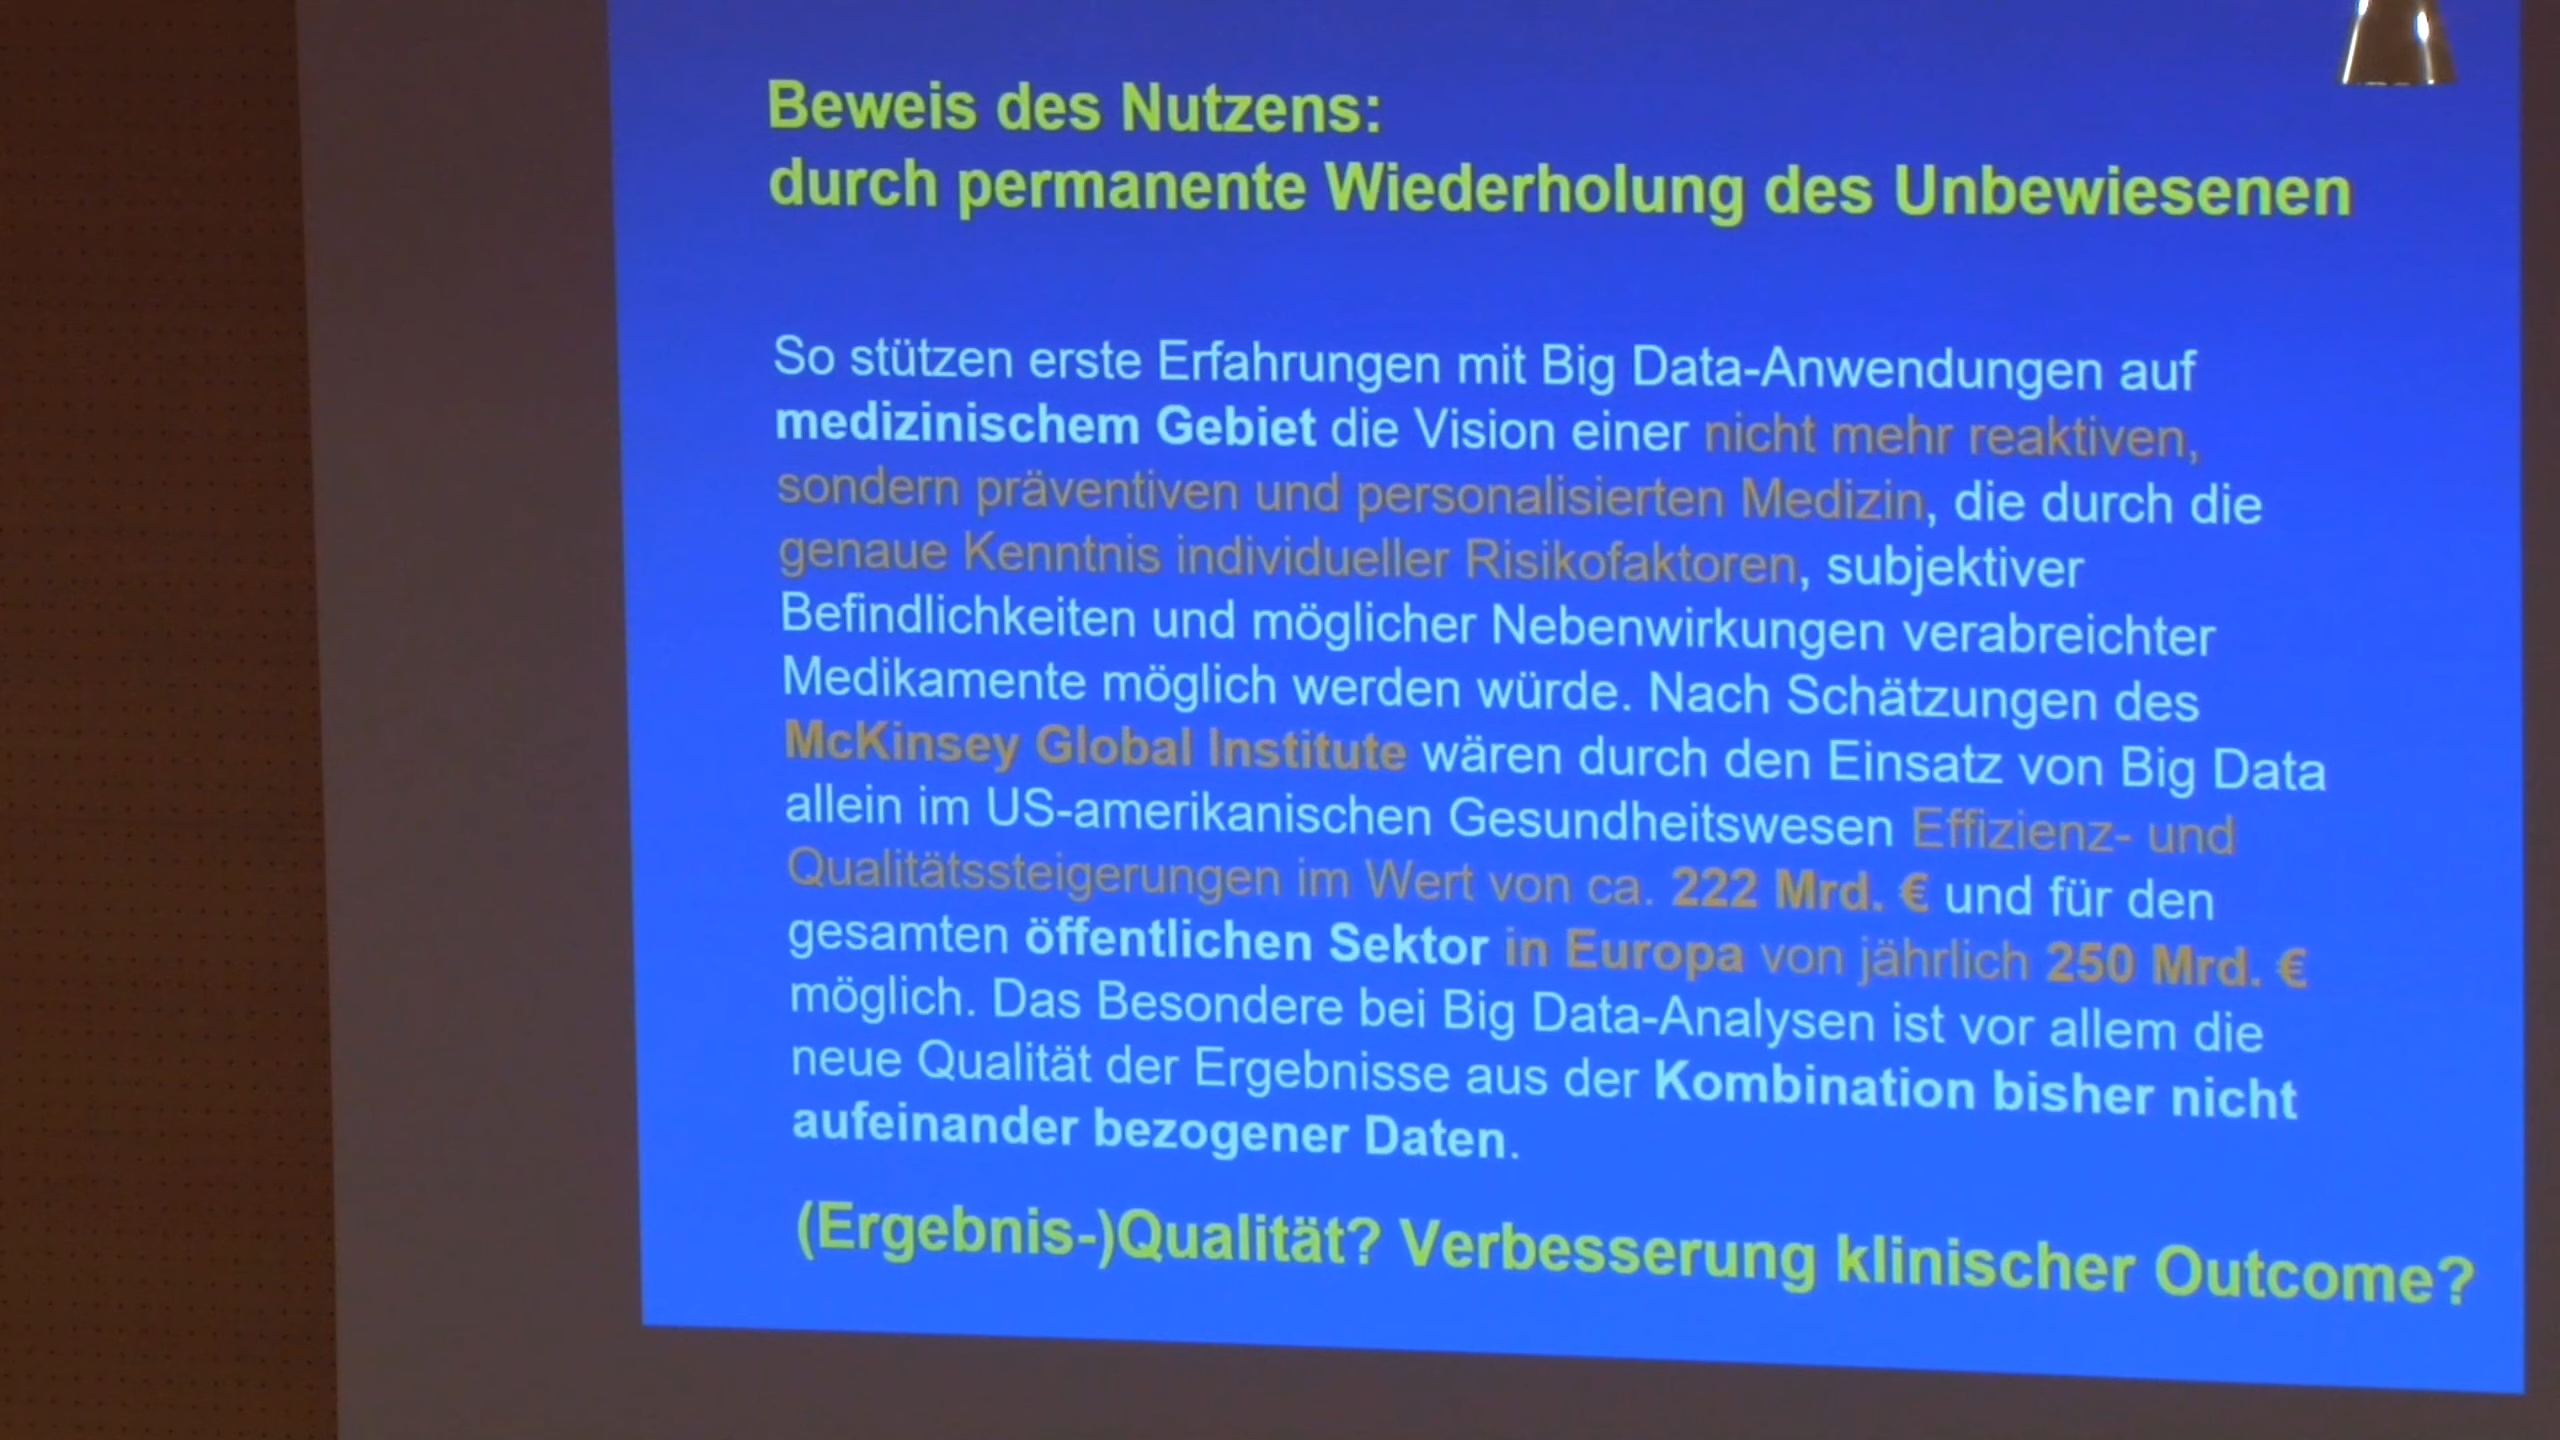 Beweis des Nutzens:
durch permanente Wiederholung des Unbewiesenen
So stützen erste Erfahrungen mit Big Data-Anwendungen auf
medizinischem Gebiet die Vision einer nicht mehr reaktiven,
sondern präventiven und personalisierten Medizin, die durch die
genaue Kenntnis individueller Risikofaktoren, subjektiver
Befindlichkeiten und möglicher Nebenwirkungen verabreichter
Medikamente möglich werden würde. Nach Schätzungen des
McKinsey Global Institute wären durch den Einsatz von Big Data
allein im US-amerikanischen Gesundheitswesen Effizienz- und
Qualitätssteigerungen im Wert von ca. 222 Mrd. € und für den
gesamten öffentlichen Sektor in Europa von jährlich 250 Mrd. €
möglich. Das Besondere bei Big Data-Analysen ist vor allem die
neue Qualität der Ergebnisse aus der Kombination bisher nicht
aufeinander bezogener Daten.
(Ergebnis-)Qualität? Verbesserung klinischer Outcome?